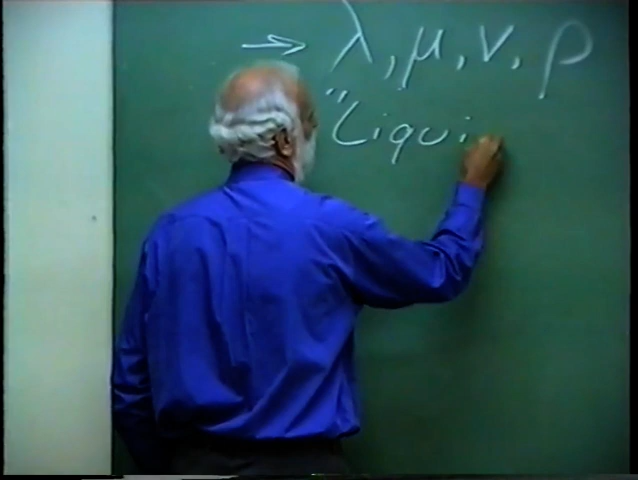 → λ, μ, ν, ρ
"Liqui